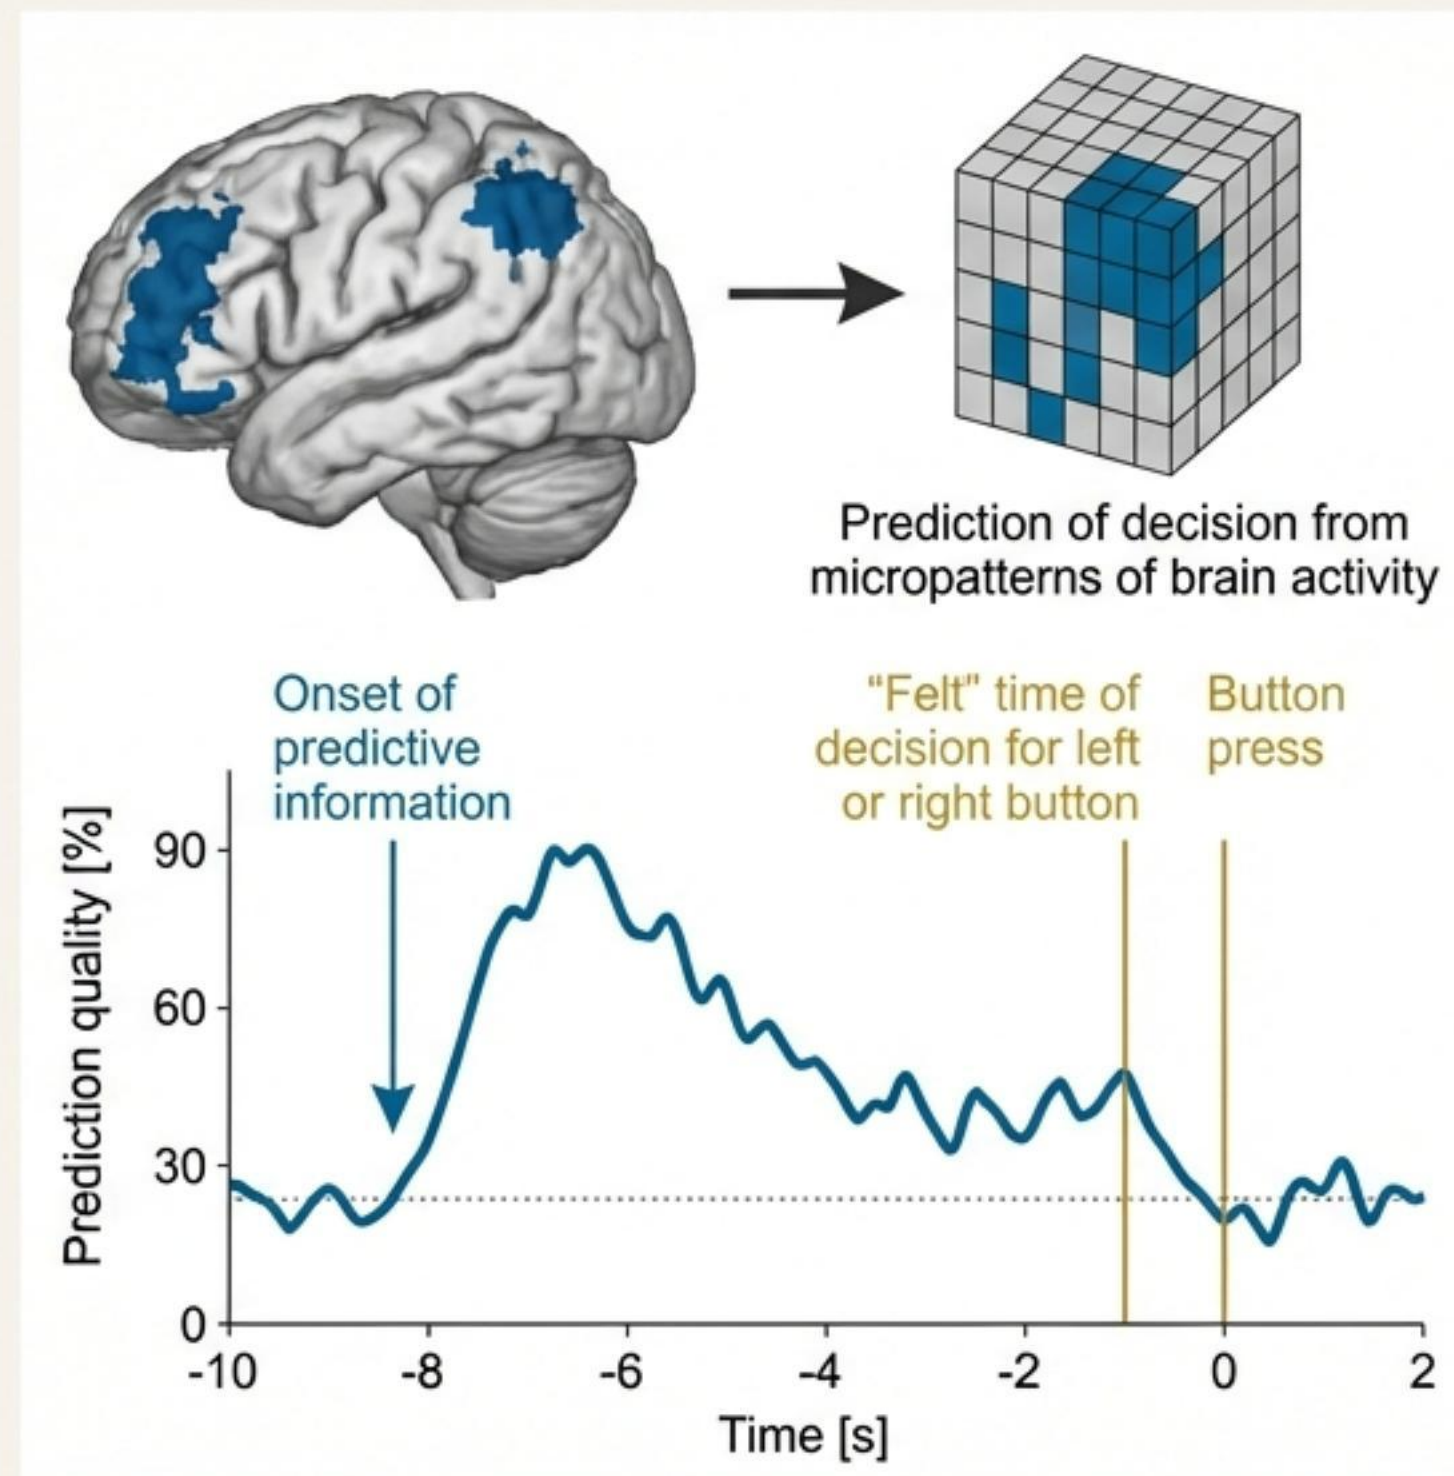 Prediction of decision from
micropatterns of brain activity
Onset of
predictive
information
“Felt” time of
decision for left
or right button
Button
press
Prediction quality [%]
90
60
30
0
-10 -8 -6 -4 -2 0 2
Time [s]